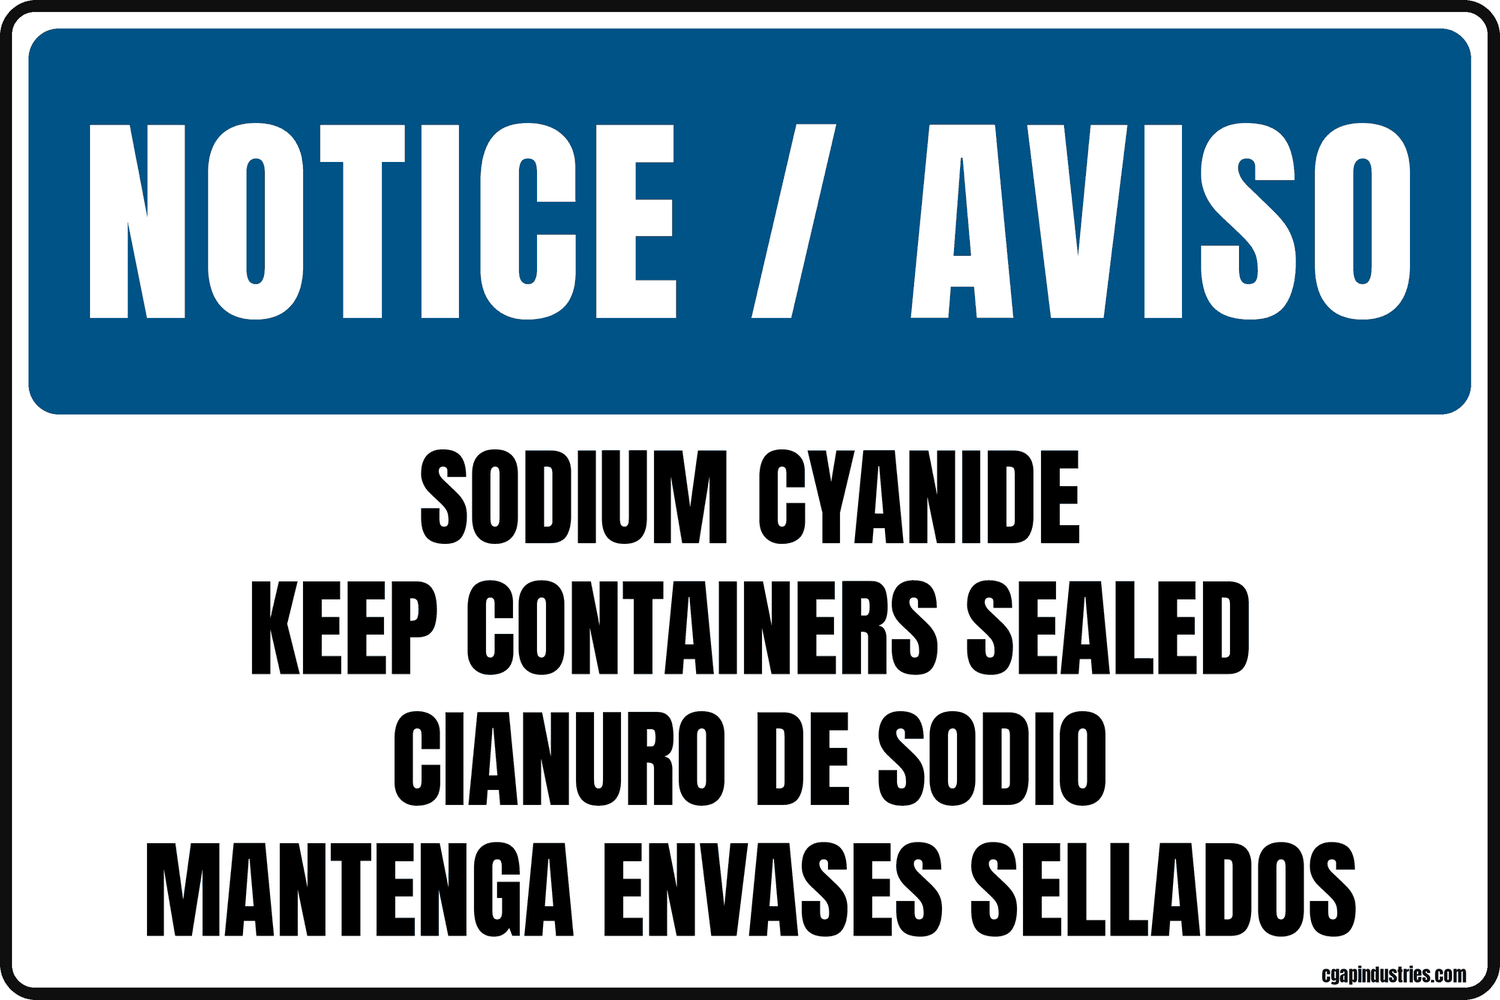 NOTICE / AVISO
SODIUM CYANIDE
KEEP CONTAINERS SEALED
CIANURO DE SODIO
MANTENGA ENVASES SELLADOS
cgapindustries.com